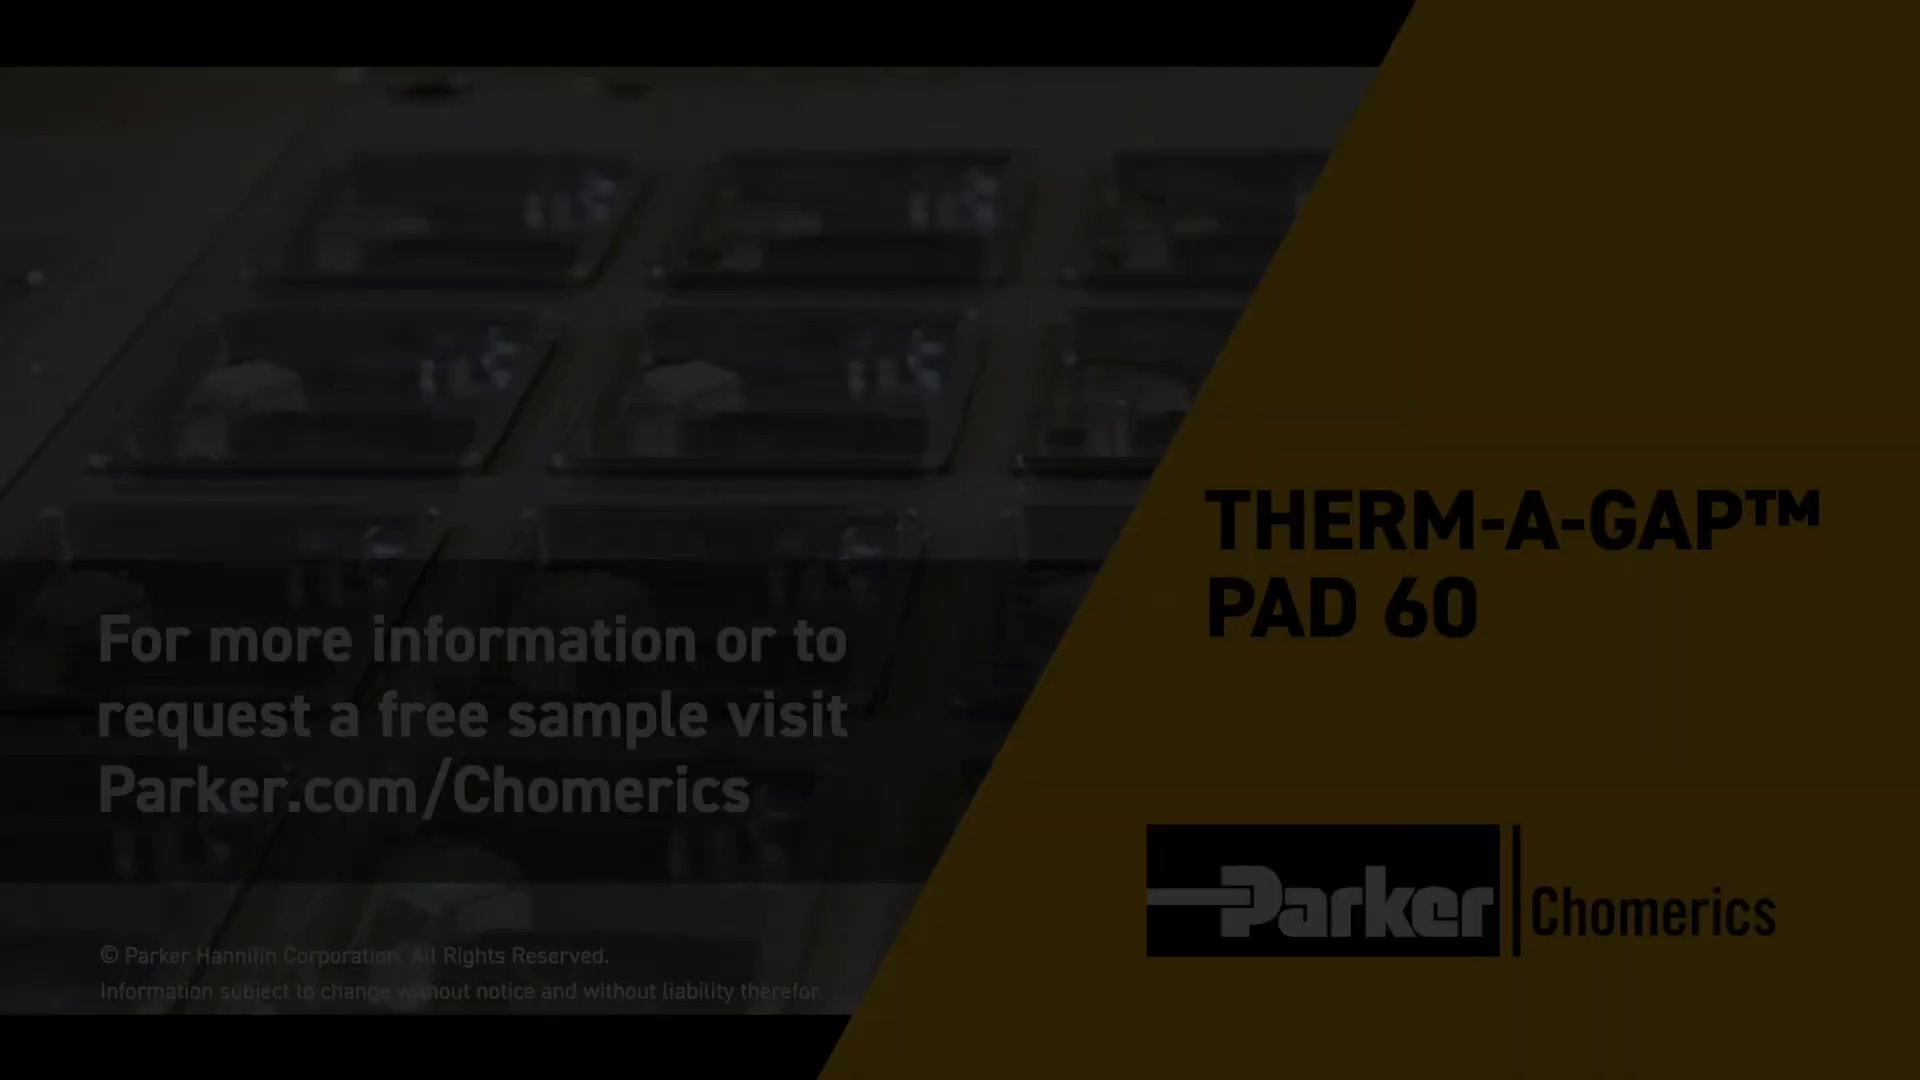 THERM-A-GAP™
PAD 60
For more information or to
request a free sample visit
Parker.com/Chomerics
Parker Chomerics
© Parker Hannifin Corporation. All Rights Reserved.
Information subject to change without notice and without liability therefor.